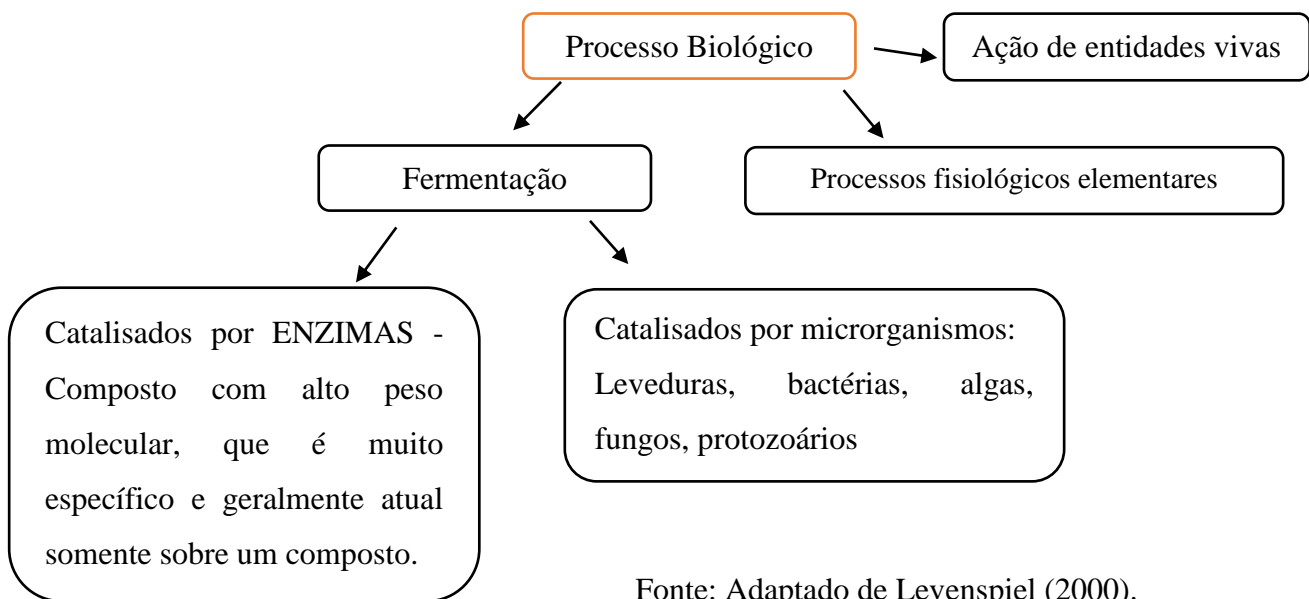 Processo Biológico
Ação de entidades vivas
Fermentação
Processos fisiológicos elementares
Catalisados por ENZIMAS -
Composto com alto peso
molecular, que é muito
específico e geralmente atual
somente sobre um composto.
Catalisados por microrganismos:
Leveduras, bactérias, algas,
fungos, protozoários
Fonte: Adaptado de Levenspiel (2000).